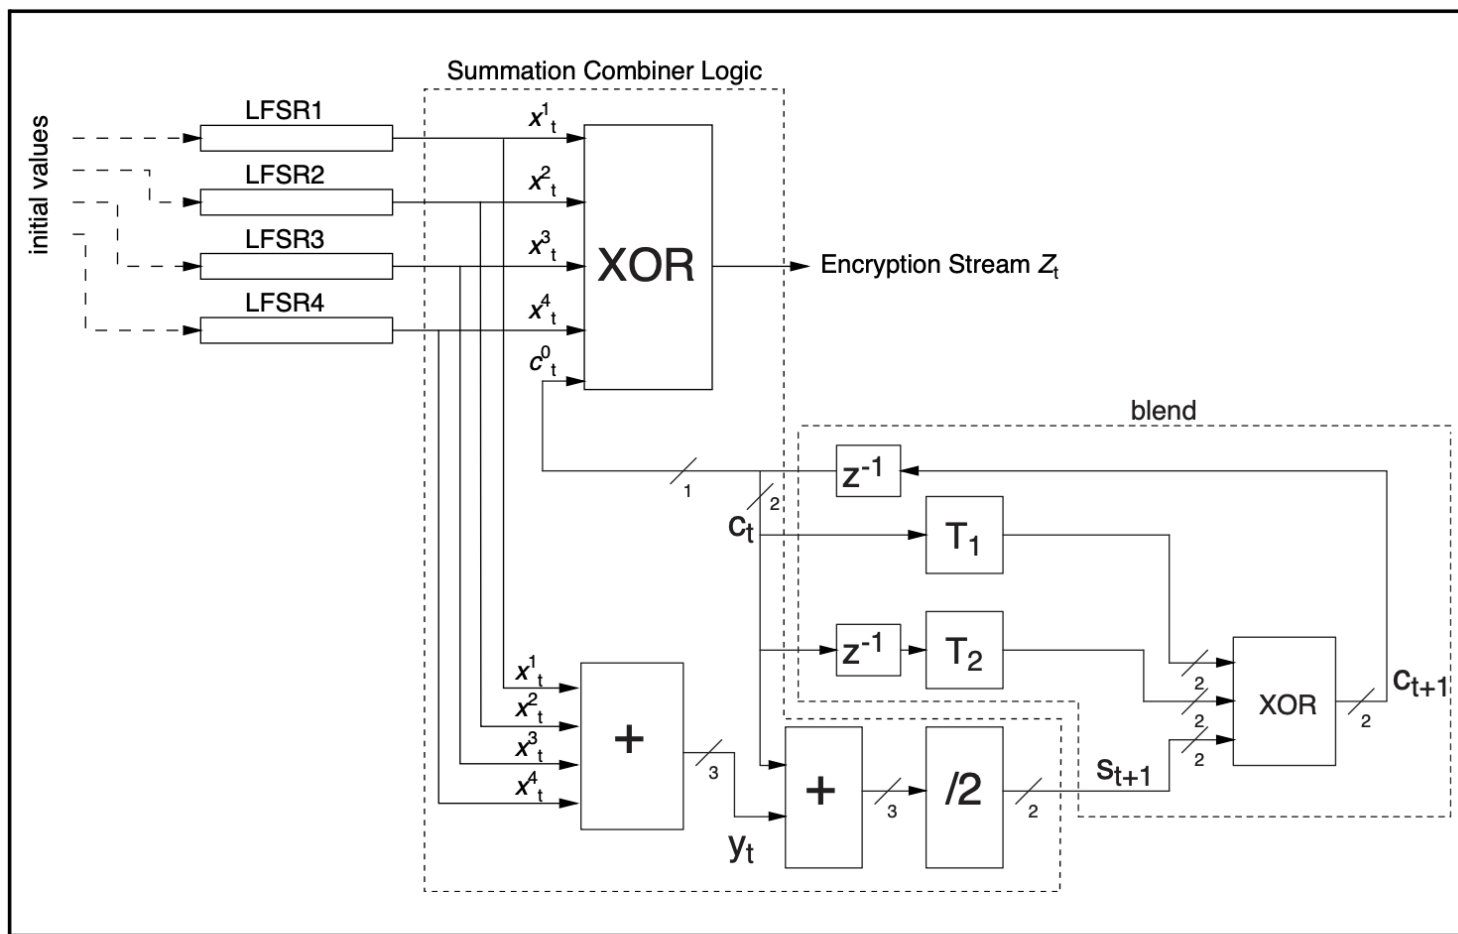 Summation Combiner Logic
initial values
LFSR1
LFSR2
LFSR3
LFSR4
x¹ₜ
x²ₜ
x³ₜ
x⁴ₜ
c⁰ₜ
XOR
Encryption Stream Zₜ
blend
z⁻¹
1
2
cₜ
T₁
z⁻¹
T₂
2
2
2
XOR
2
cₜ₊₁
x¹ₜ
x²ₜ
x³ₜ
x⁴ₜ
+
3
yₜ
+
3
/2
2
sₜ₊₁